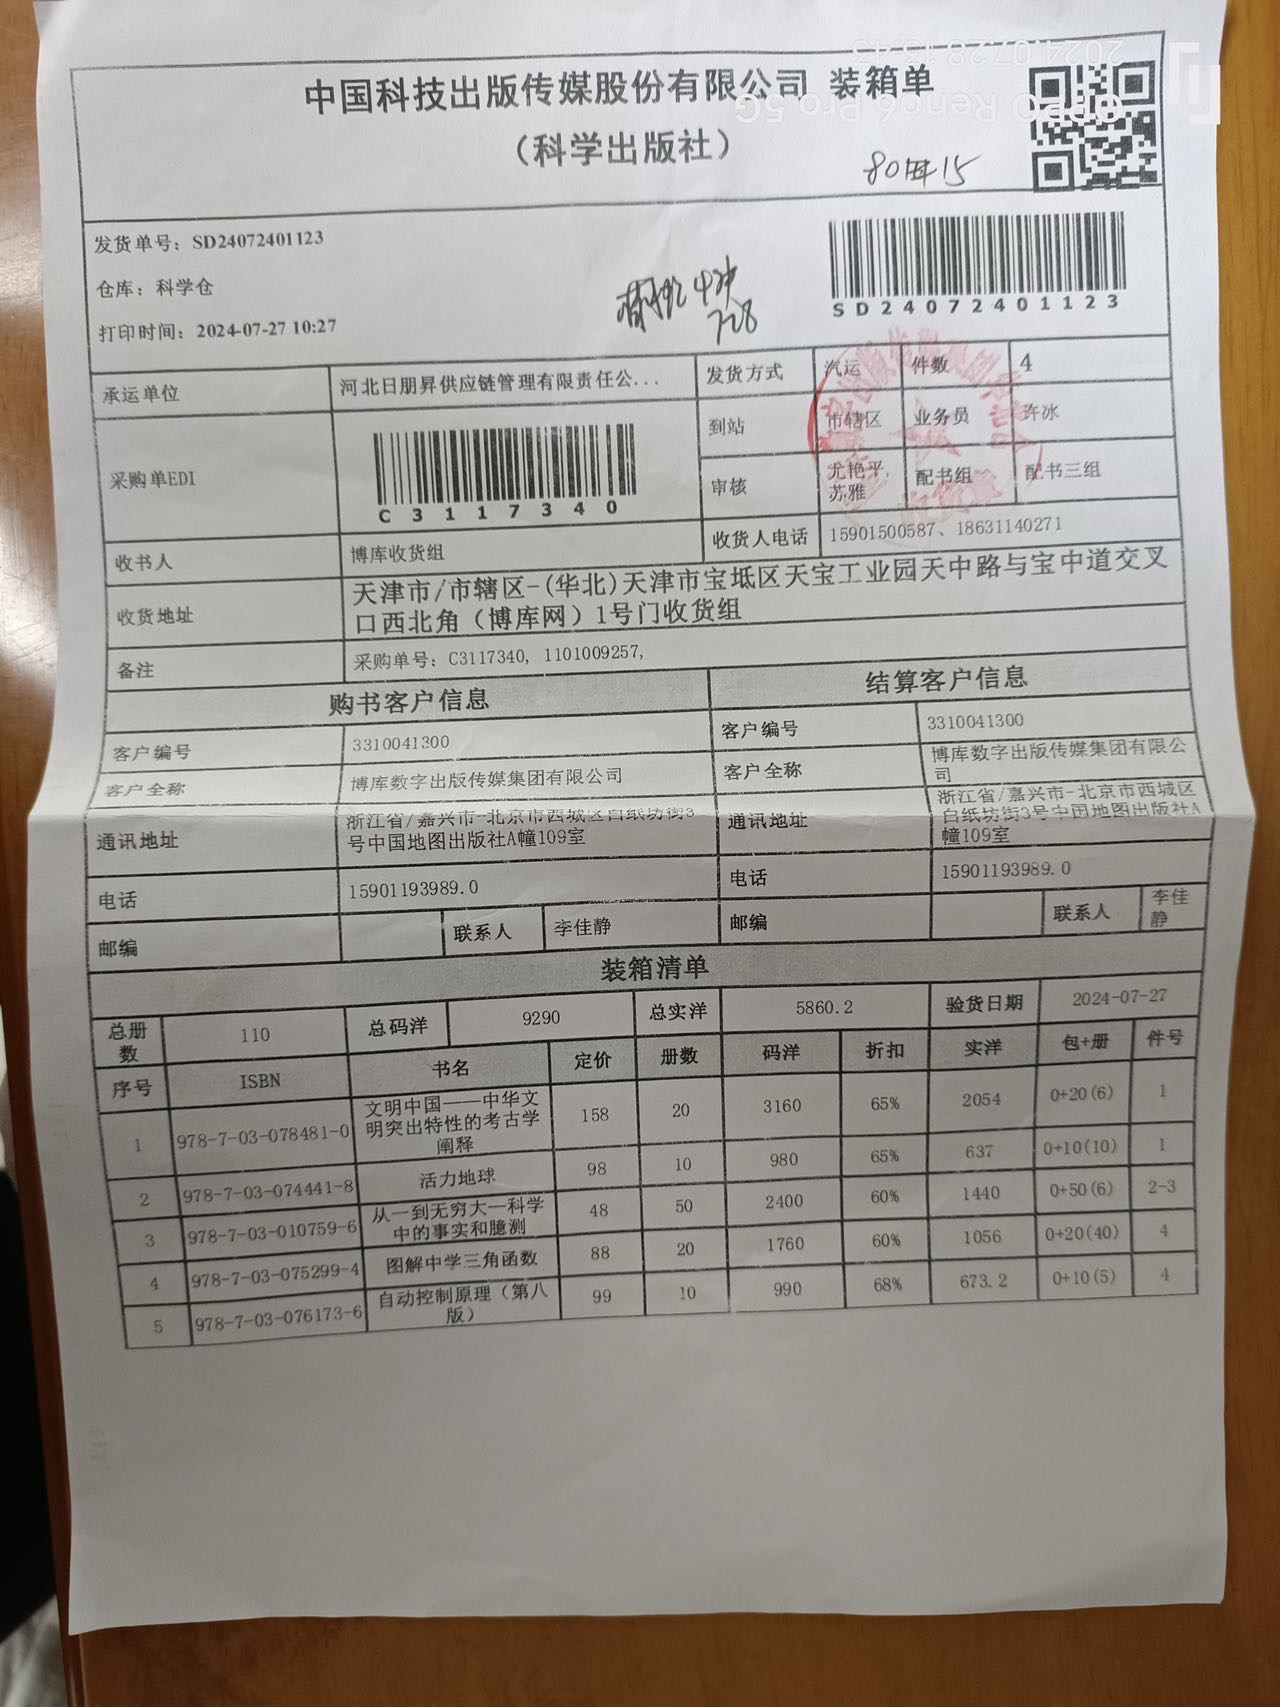 中国科技出版传媒股份有限公司 装箱单
(科学出版社)
2024.07.28 15:43
OPPO Reno6 Pro 5G
发货单号: SD24072401123
仓库: 科学仓
打印时间: 2024-07-27 10:27
SD24072401123
728
承运单位 河北日朋昇供应链管理有限责任公... 发货方式 汽运 件数 4
采购单EDI C3117340 到站 市辖区 业务员 许冰
审核 尤艳平, 苏雅 配书组 配书三组
收书人 博库收货组 收货人电话 15901500587、18631140271
收货地址 天津市/市辖区-(华北)天津市宝坻区天宝工业园天中路与宝中道交叉
口西北角（博库网）1号门收货组
备注 采购单号: C3117340, 1101009257,
购书客户信息 结算客户信息
客户编号 3310041300 客户编号 3310041300
客户全称 博库数字出版传媒集团有限公司 客户全称 博库数字出版传媒集团有限公
司
通讯地址 浙江省/嘉兴市-北京市西城区白纸坊街3
号中国地图出版社A幢109室
通讯地址 浙江省/嘉兴市-北京市西城区
白纸坊街3号中国地图出版社A
幢109室
电话 15901193989.0 电话 15901193989.0
邮编 联系人 李佳静 邮编 联系人 李佳
静
装箱清单
总册数 110 总码洋 9290 总实洋 5860.2 验货日期 2024-07-27
序号 ISBN 书名 定价 册数 码洋 折扣 实洋 包+册 件号
1 978-7-03-078481-0 文明中国——中华文
明突出特性的考古学
阐释 158 20 3160 65% 2054 0+20(6) 1
2 978-7-03-074441-8 活力地球 98 10 980 65% 637 0+10(10) 1
3 978-7-03-010759-6 从一到无穷大—科学
中的事实和臆测 48 50 2400 60% 1440 0+50(6) 2-3
4 978-7-03-075299-4 图解中学三角函数 88 20 1760 60% 1056 0+20(40) 4
5 978-7-03-076173-6 自动控制原理（第八
版） 99 10 990 68% 673.2 0+10(5) 4